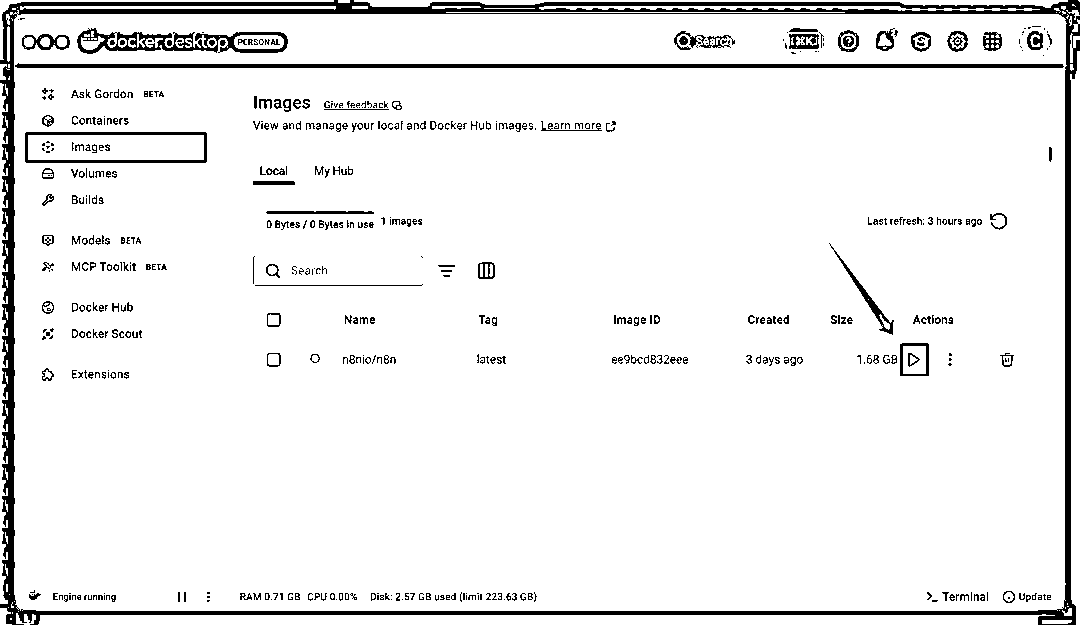 docker.desktop PERSONAL
Search
Ask Gordon BETA
Containers
Images
Volumes
Builds
Models BETA
MCP Toolkit BETA
Docker Hub
Docker Scout
Extensions
Images Give feedback
View and manage your local and Docker Hub images. Learn more
Local My Hub
0 Bytes / 0 Bytes in use 1 images
Last refresh: 3 hours ago
Search
Name Tag Image ID Created Size Actions
n8nio/n8n latest ee9bcd832eee 3 days ago 1.68 GB
Engine running
RAM 0.71 GB CPU 0.00% Disk: 2.57 GB used (limit 223.63 GB)
Terminal Update